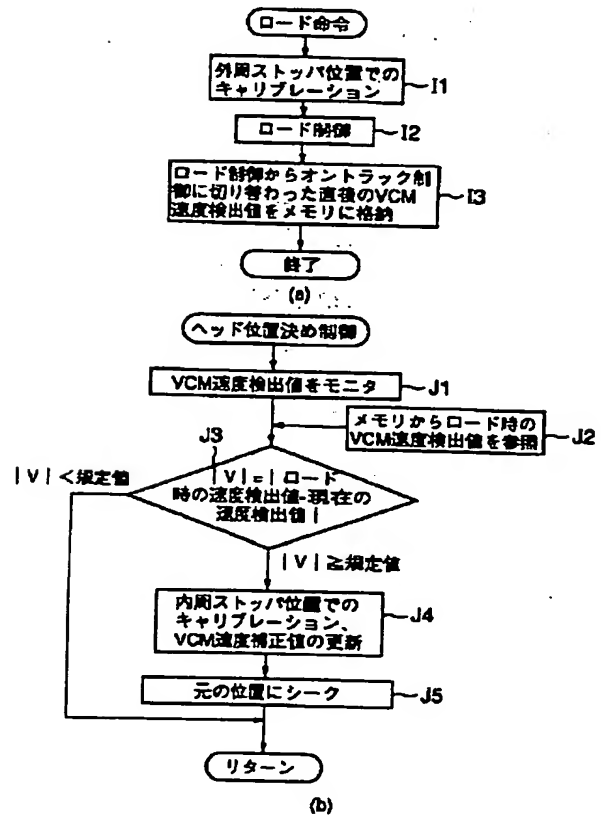 ロード命令
外周ストッパ位置での
キャリブレーション
I1
ロード制御
I2
ロード制御からオントラック制
御に切り替わった直後のVCM
速度検出値をメモリに格納
I3
終了
(a)
ヘッド位置決め制御
VCM速度検出値をモニタ
J1
メモリからロード時の
VCM速度検出値を参照
J2
J3
|V|<規定値
|V|=|ロード
時の速度検出値-現在の
速度検出値|
|V|≧規定値
内周ストッパ位置での
キャリブレーション、
VCM速度補正値の更新
J4
元の位置にシーク
J5
リターン
(b)